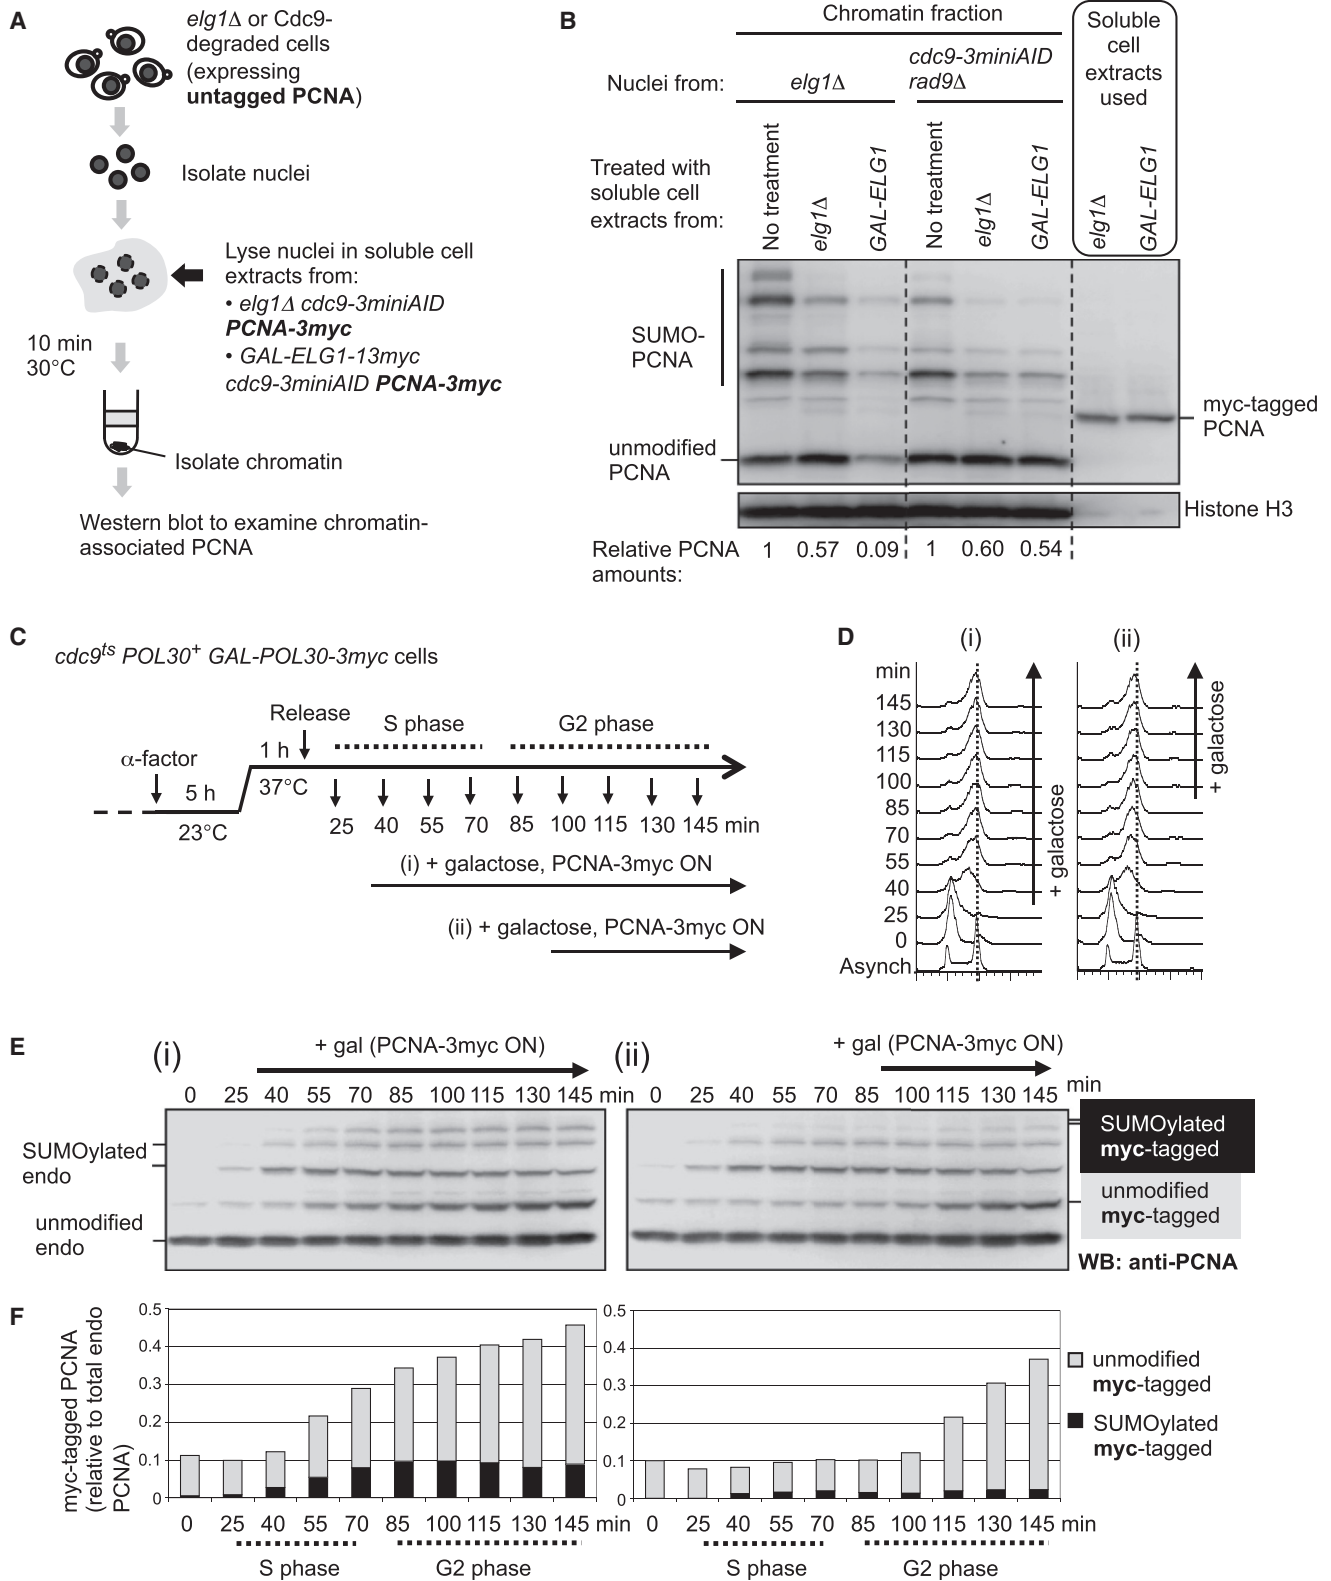 A
elg1Δ or Cdc9-
degraded cells
(expressing
untagged PCNA)
Isolate nuclei
Lyse nuclei in soluble cell
extracts from:
• elg1Δ cdc9-3miniAID
PCNA-3myc
• GAL-ELG1-13myc
cdc9-3miniAID PCNA-3myc
10 min
30°C
Isolate chromatin
Western blot to examine chromatin-
associated PCNA
B
Chromatin fraction
Soluble
cell
extracts
used
Nuclei from:
elg1Δ
cdc9-3miniAID
rad9Δ
Treated with
soluble cell
extracts from:
No treatment
elg1Δ
GAL-ELG1
No treatment
elg1Δ
GAL-ELG1
elg1Δ
GAL-ELG1
SUMO-
PCNA
unmodified
PCNA
myc-tagged
PCNA
Histone H3
Relative PCNA
amounts:
1 0.57 0.09 1 0.60 0.54
C
cdc9ts POL30+ GAL-POL30-3myc cells
Release
S phase
G2 phase
α-factor
1 h
5 h
37°C
23°C
25 40 55 70 85 100 115 130 145 min
(i) + galactose, PCNA-3myc ON
(ii) + galactose, PCNA-3myc ON
D
(i)
(ii)
min
145
130
115
100
85
70
55
40
25
0
Asynch.
+ galactose
+ galactose
E
(i)
+ gal (PCNA-3myc ON)
0 25 40 55 70 85 100 115 130 145 min
SUMOylated
endo
unmodified
endo
(ii)
+ gal (PCNA-3myc ON)
0 25 40 55 70 85 100 115 130 145 min
SUMOylated
myc-tagged
unmodified
myc-tagged
WB: anti-PCNA
F
myc-tagged PCNA
(relative to total endo
PCNA)
0.5
0.4
0.3
0.2
0.1
0
0 25 40 55 70 85 100 115 130 145 min
S phase
G2 phase
0.5
0.4
0.3
0.2
0.1
0
0 25 40 55 70 85 100 115 130 145 min
S phase
G2 phase
unmodified
myc-tagged
SUMOylated
myc-tagged